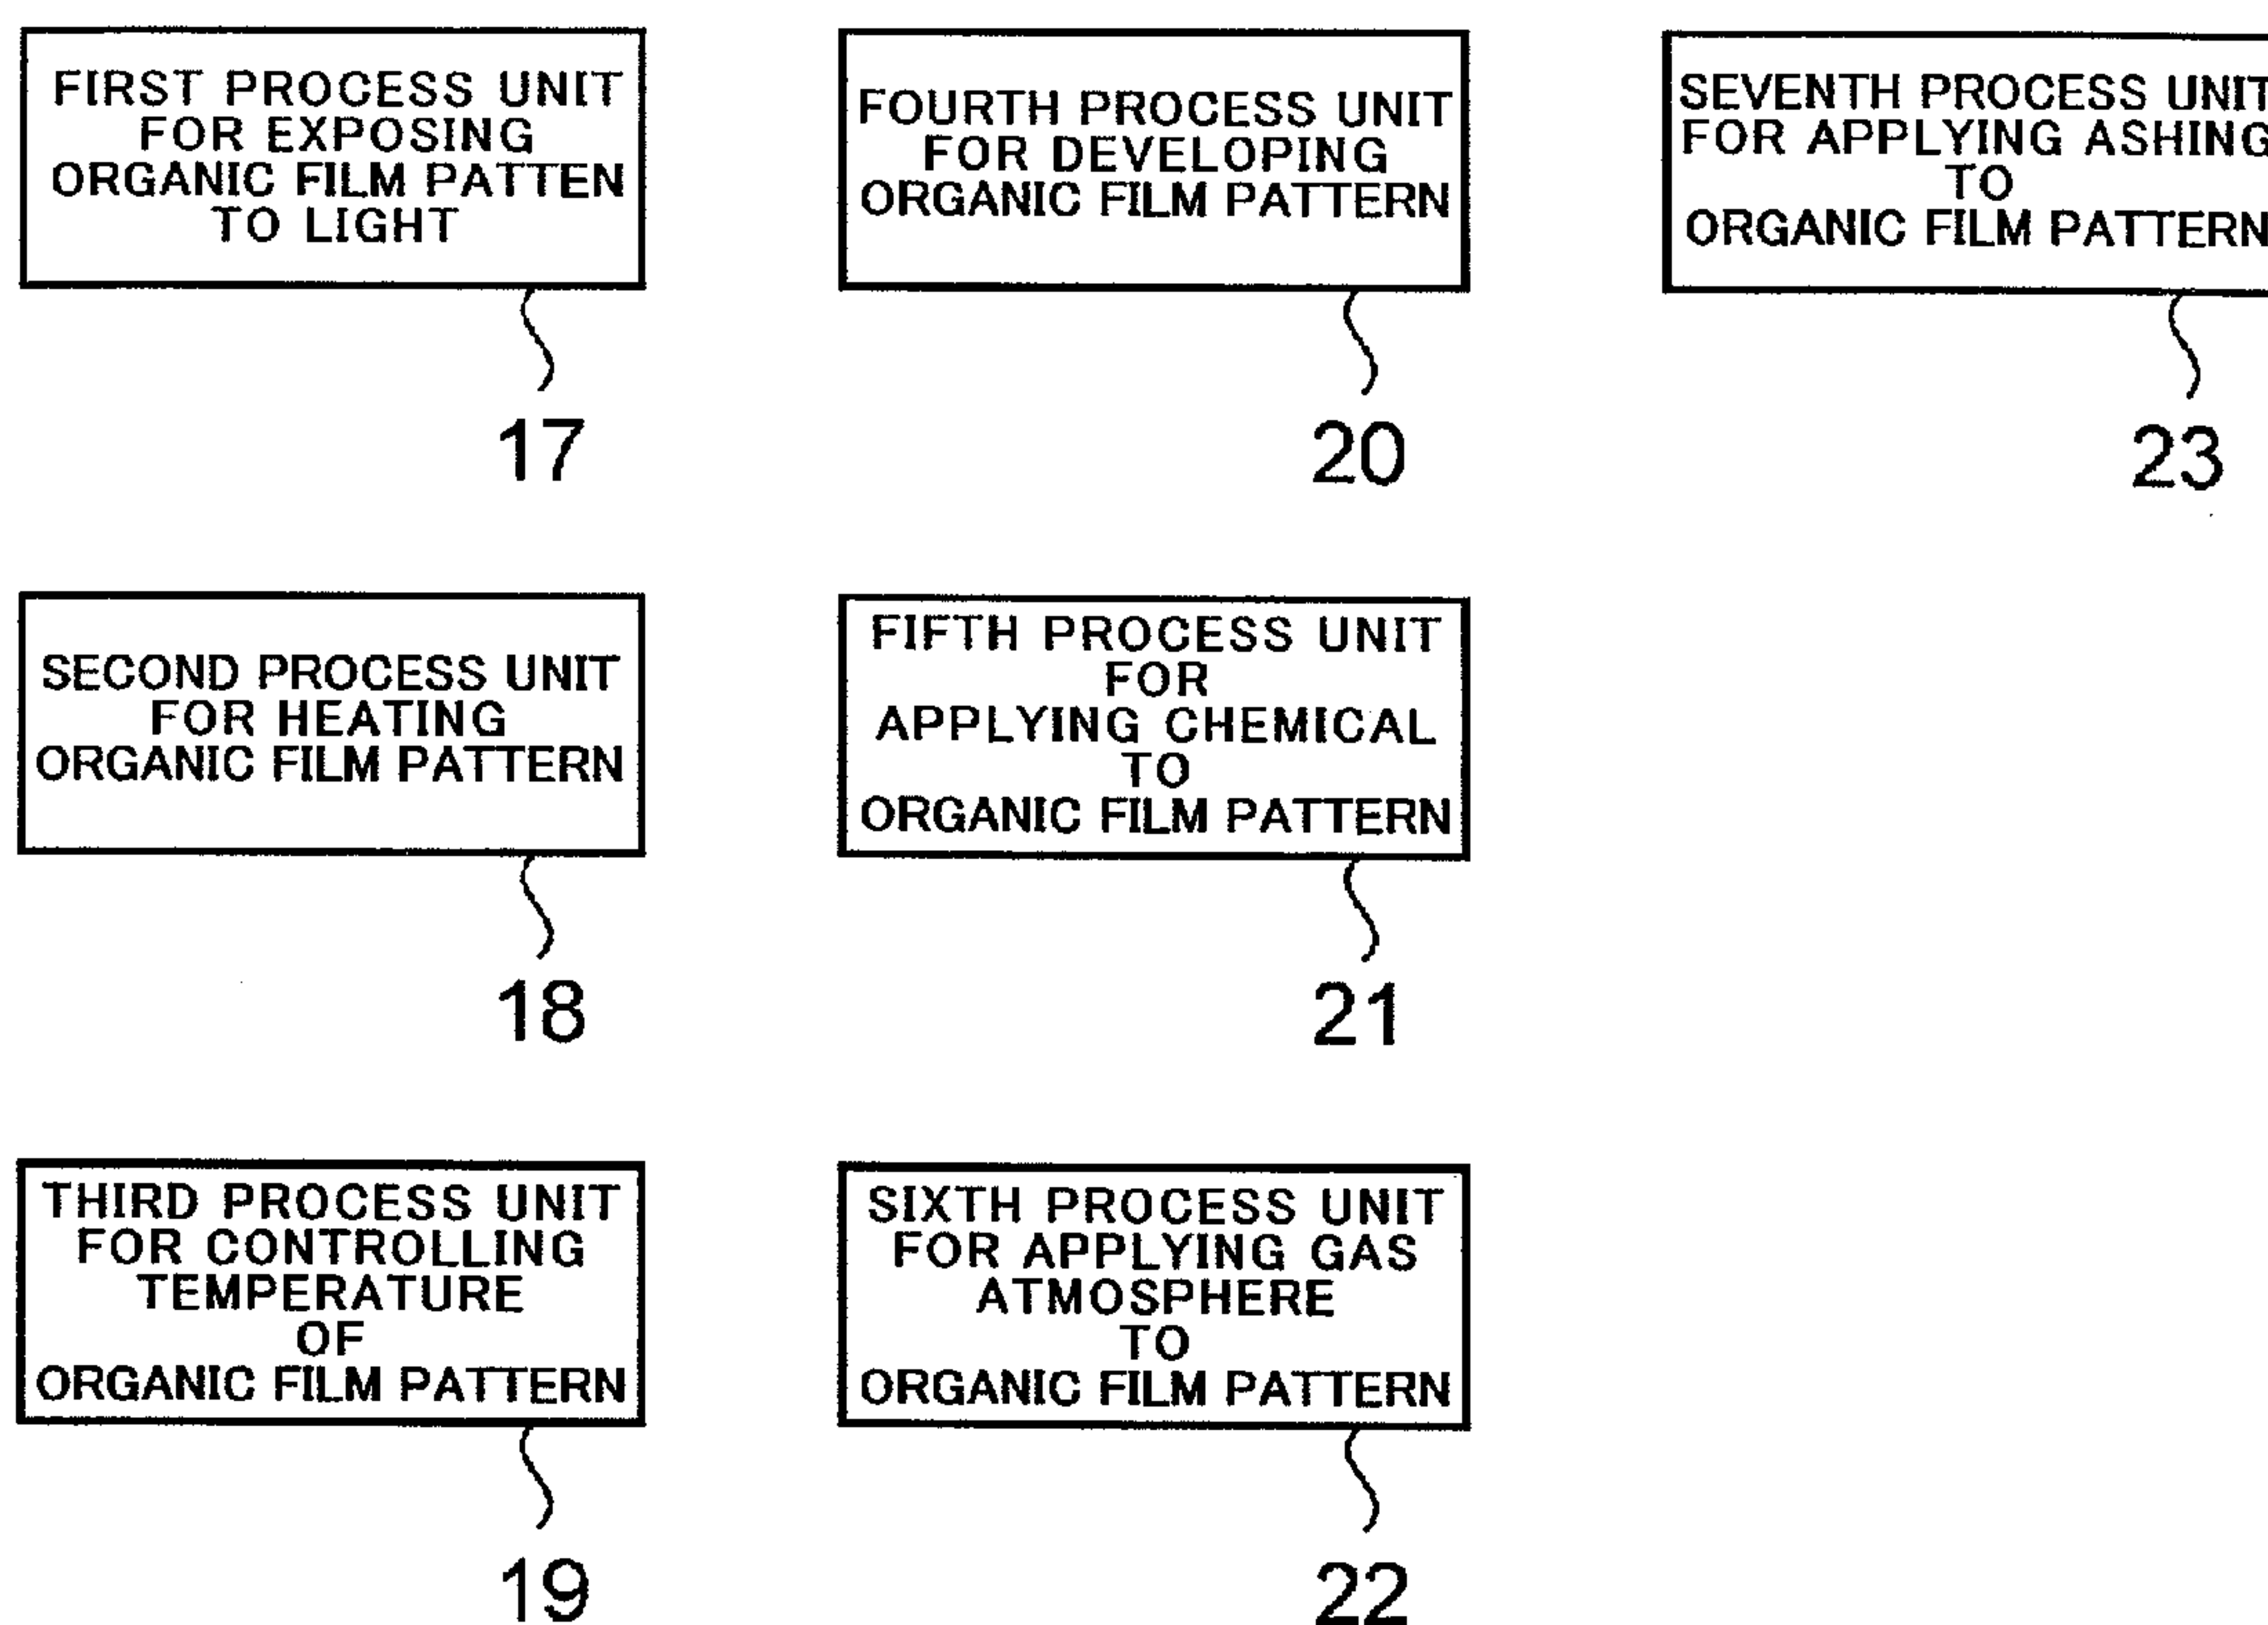 FIRST PROCESS UNIT
FOR EXPOSING
ORGANIC FILM PATTEN
TO LIGHT
17
FOURTH PROCESS UNIT
FOR DEVELOPING
ORGANIC FILM PATTERN
20
SEVENTH PROCESS UNIT
FOR APPLYING ASHING
TO
ORGANIC FILM PATTERN
23
SECOND PROCESS UNIT
FOR HEATING
ORGANIC FILM PATTERN
18
FIFTH PROCESS UNIT
FOR
APPLYING CHEMICAL
TO
ORGANIC FILM PATTERN
21
THIRD PROCESS UNIT
FOR CONTROLLING
TEMPERATURE
OF
ORGANIC FILM PATTERN
19
SIXTH PROCESS UNIT
FOR APPLYING GAS
ATMOSPHERE
TO
ORGANIC FILM PATTERN
22